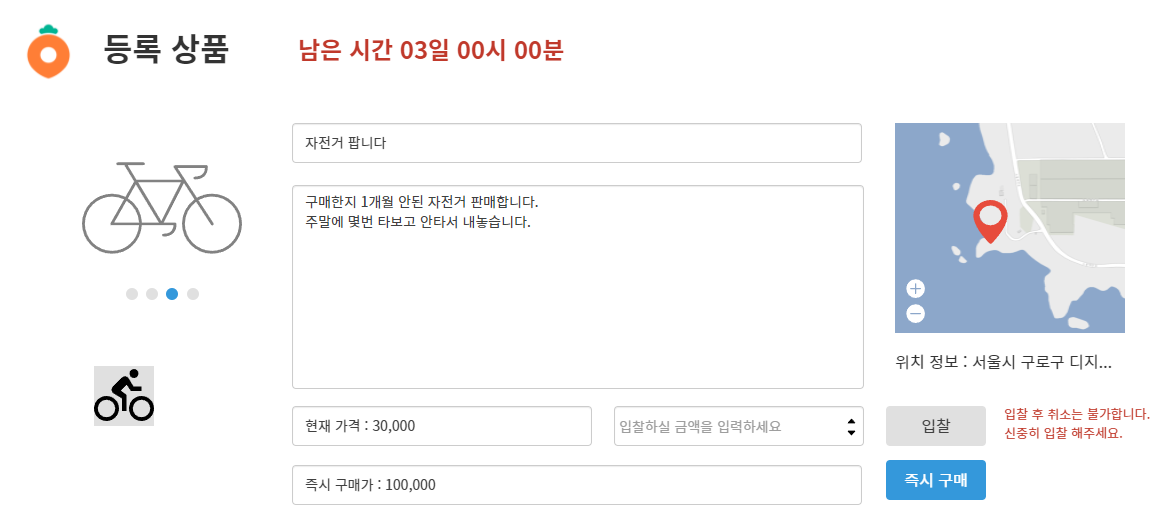 등록 상품
남은 시간 03일 00시 00분
자전거 팝니다
구매한지 1개월 안된 자전거 판매합니다.
주말에 몇번 타보고 안타서 내놓습니다.
위치 정보 : 서울시 구로구 디지...
현재 가격 : 30,000
입찰하실 금액을 입력하세요
입찰
입찰 후 취소는 불가합니다.
신중히 입찰 해주세요.
즉시 구매가 : 100,000
즉시 구매